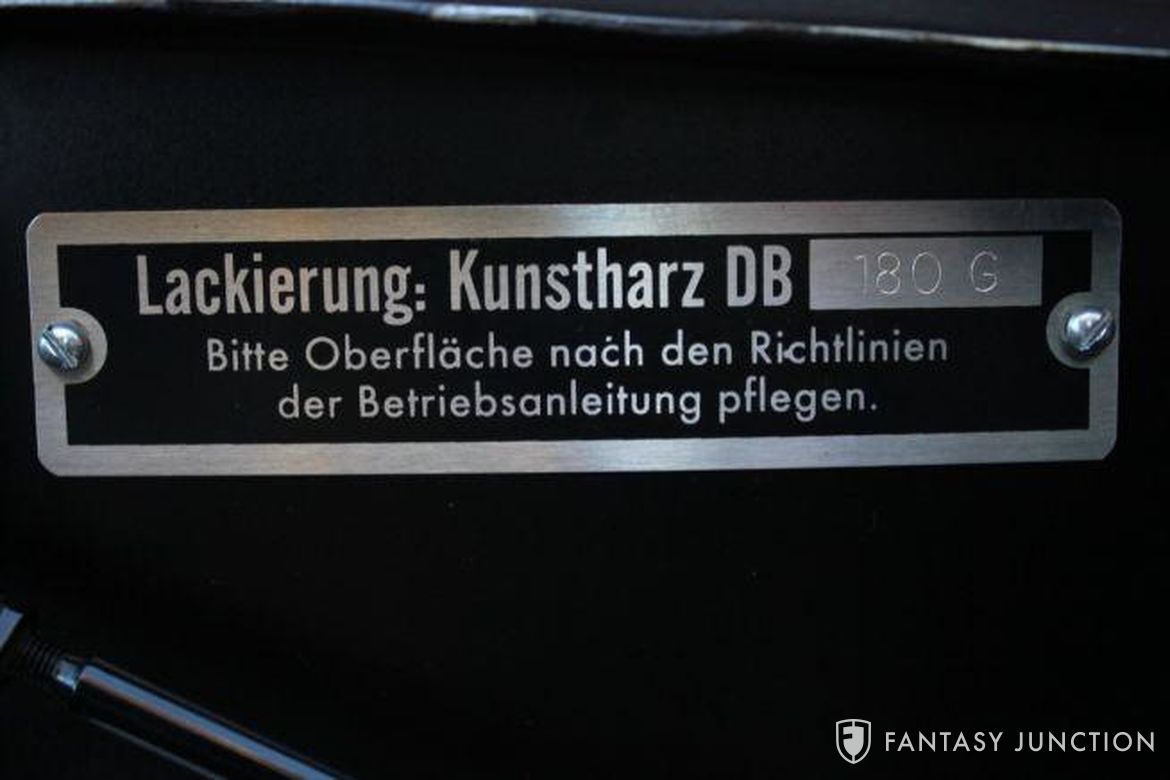 Lackierung: Kunstharz DB 180 G
Bitte Oberfläche nach den Richtlinien
der Betriebsanleitung pflegen.
FANTASY JUNCTION